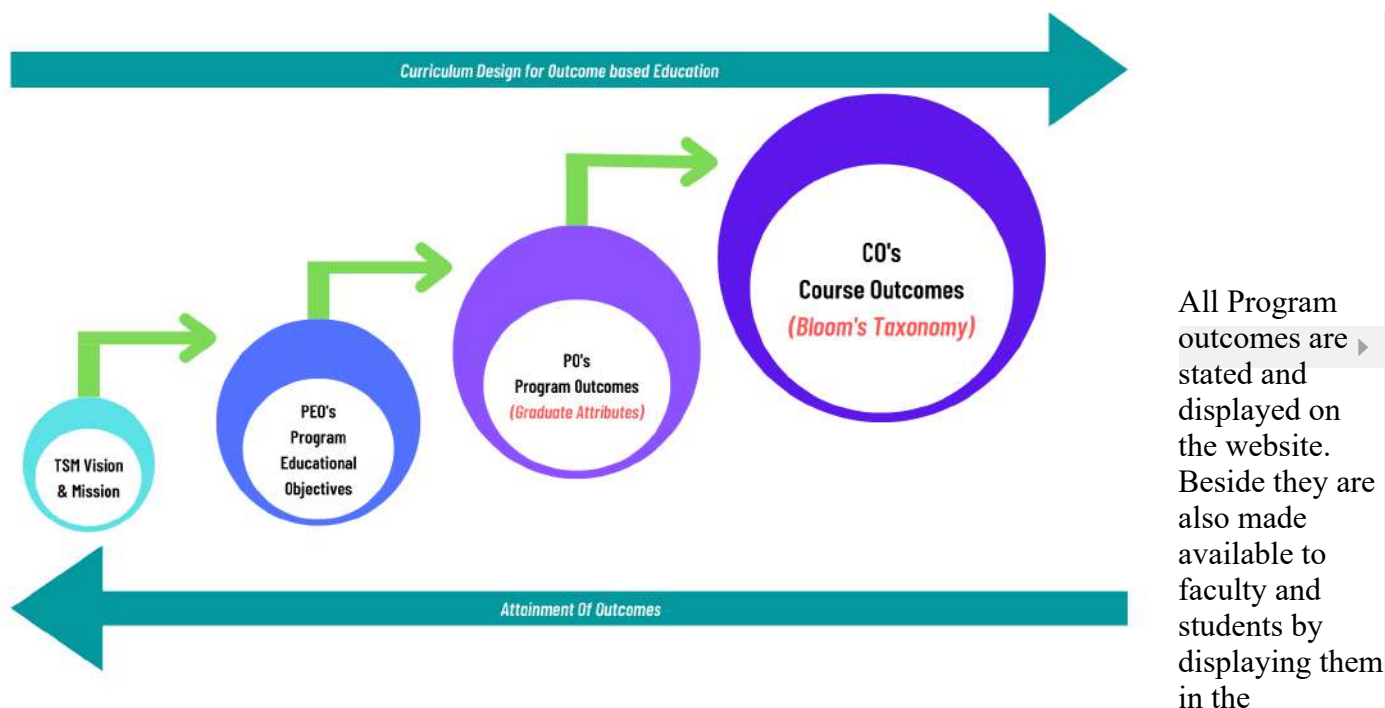 Curriculum Design for Outcome based Education
CO's
Course Outcomes
(Bloom's Taxonomy)
PO's
Program Outcomes
(Graduate Attributes)
PEO's
Program
Educational
Objectives
TSM Vision
& Mission
Attainment Of Outcomes
All Program
outcomes are
stated and
displayed on
the website.
Beside they are
also made
available to
faculty and
students by
displaying them
in the